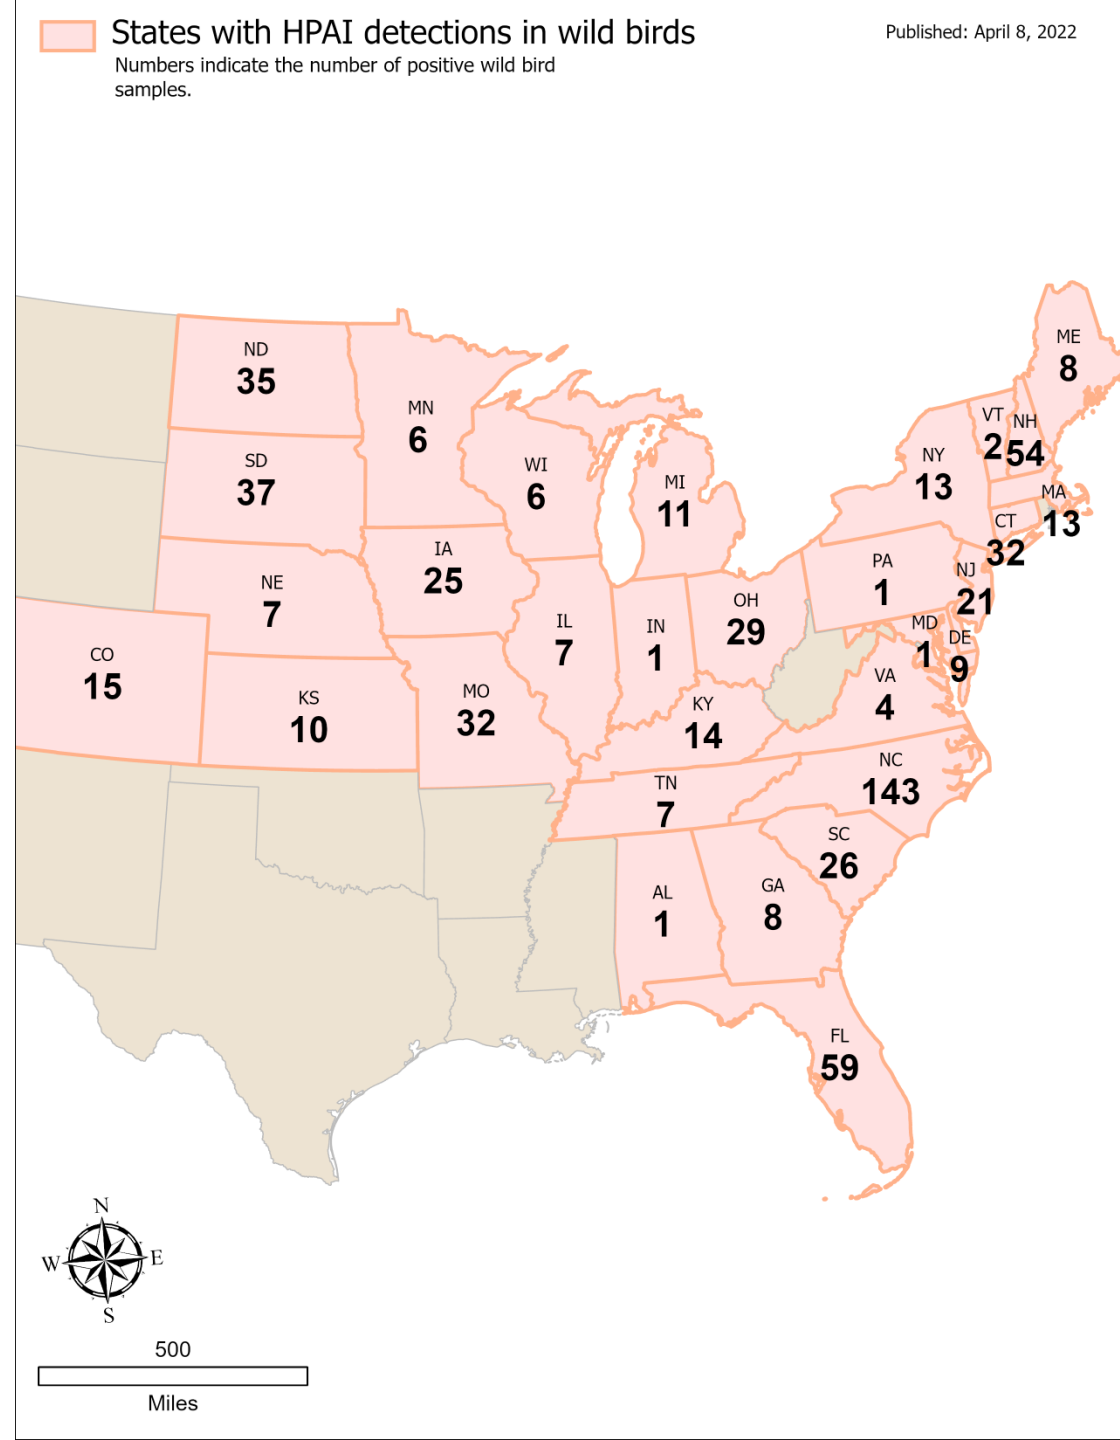 States with HPAI detections in wild birds
Published: April 8, 2022
Numbers indicate the number of positive wild bird
samples.
ME
8
ND
35
MN
6
VT
2
NH
54
NY
13
SD
37
WI
6
MI
11
MA
13
CT
32
IA
25
PA
1
NJ
21
NE
7
OH
29
IL
7
IN
1
MD
1
DE
9
CO
15
VA
4
KS
10
MO
32
KY
14
NC
143
TN
7
SC
26
AL
1
GA
8
FL
59
N
W
E
S
500
Miles